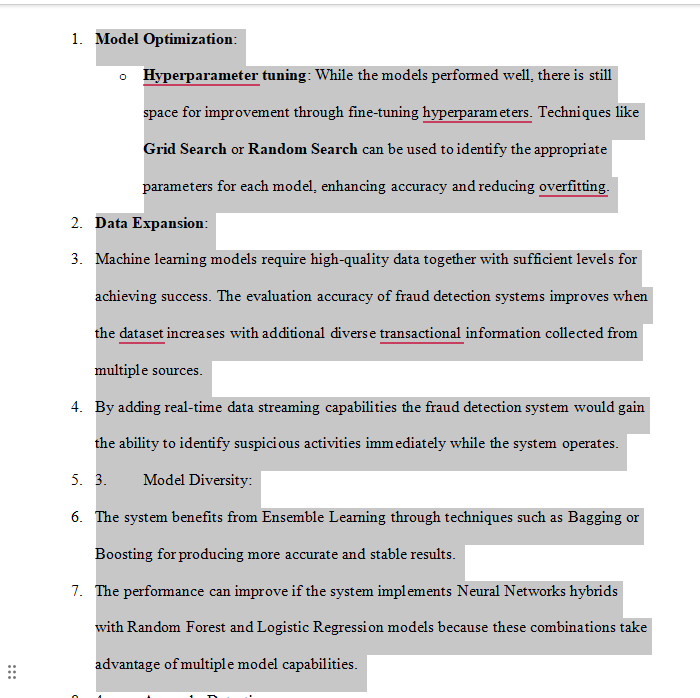 1. Model Optimization:
o Hyperparameter tuning: While the models performed well, there is still
space for improvement through fine-tuning hyperparameters. Techniques like
Grid Search or Random Search can be used to identify the appropriate
parameters for each model, enhancing accuracy and reducing overfitting.
2. Data Expansion:
3. Machine learning models require high-quality data together with sufficient levels for
achieving success. The evaluation accuracy of fraud detection systems improves when
the dataset increases with additional diverse transactional information collected from
multiple sources.
4. By adding real-time data streaming capabilities the fraud detection system would gain
the ability to identify suspicious activities immediately while the system operates.
5. 3. Model Diversity:
6. The system benefits from Ensemble Learning through techniques such as Bagging or
Boosting for producing more accurate and stable results.
7. The performance can improve if the system implements Neural Networks hybrids
with Random Forest and Logistic Regression models because these combinations take
advantage of multiple model capabilities.